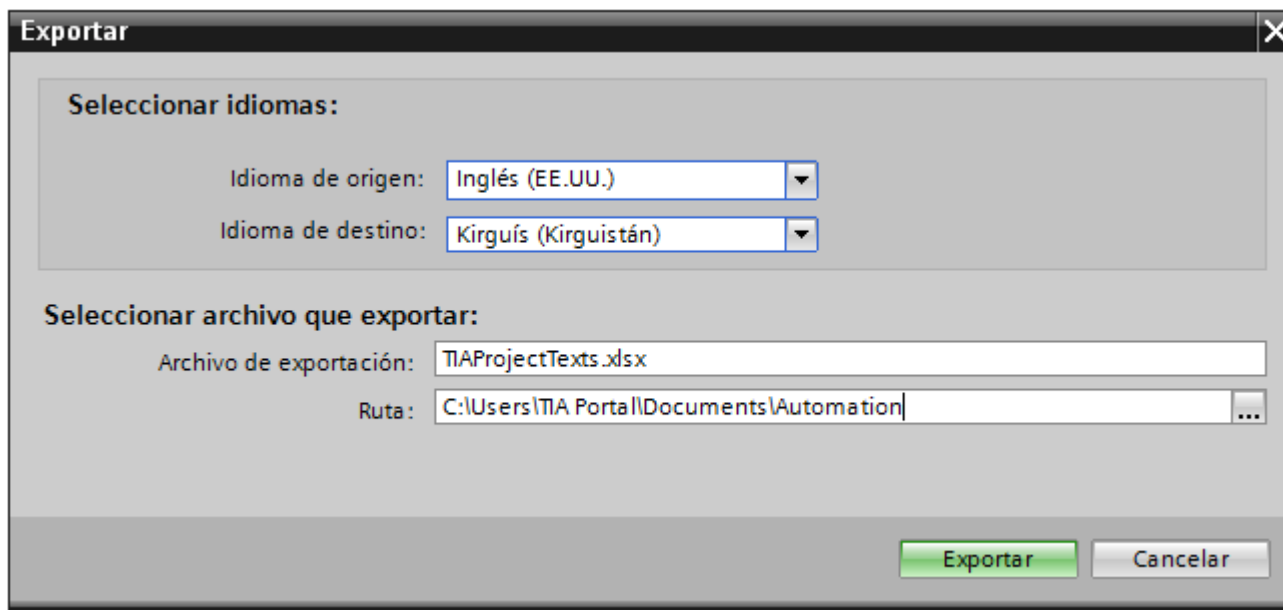 Exportar
Seleccionar idiomas:
Idioma de origen: Inglés (EE.UU.)
Idioma de destino: Kirguís (Kirguistán)
Seleccionar archivo que exportar:
Archivo de exportación: TIAProjectTexts.xlsx
Ruta: C:\Users\TIA Portal\Documents\Automation ...
Exportar Cancelar